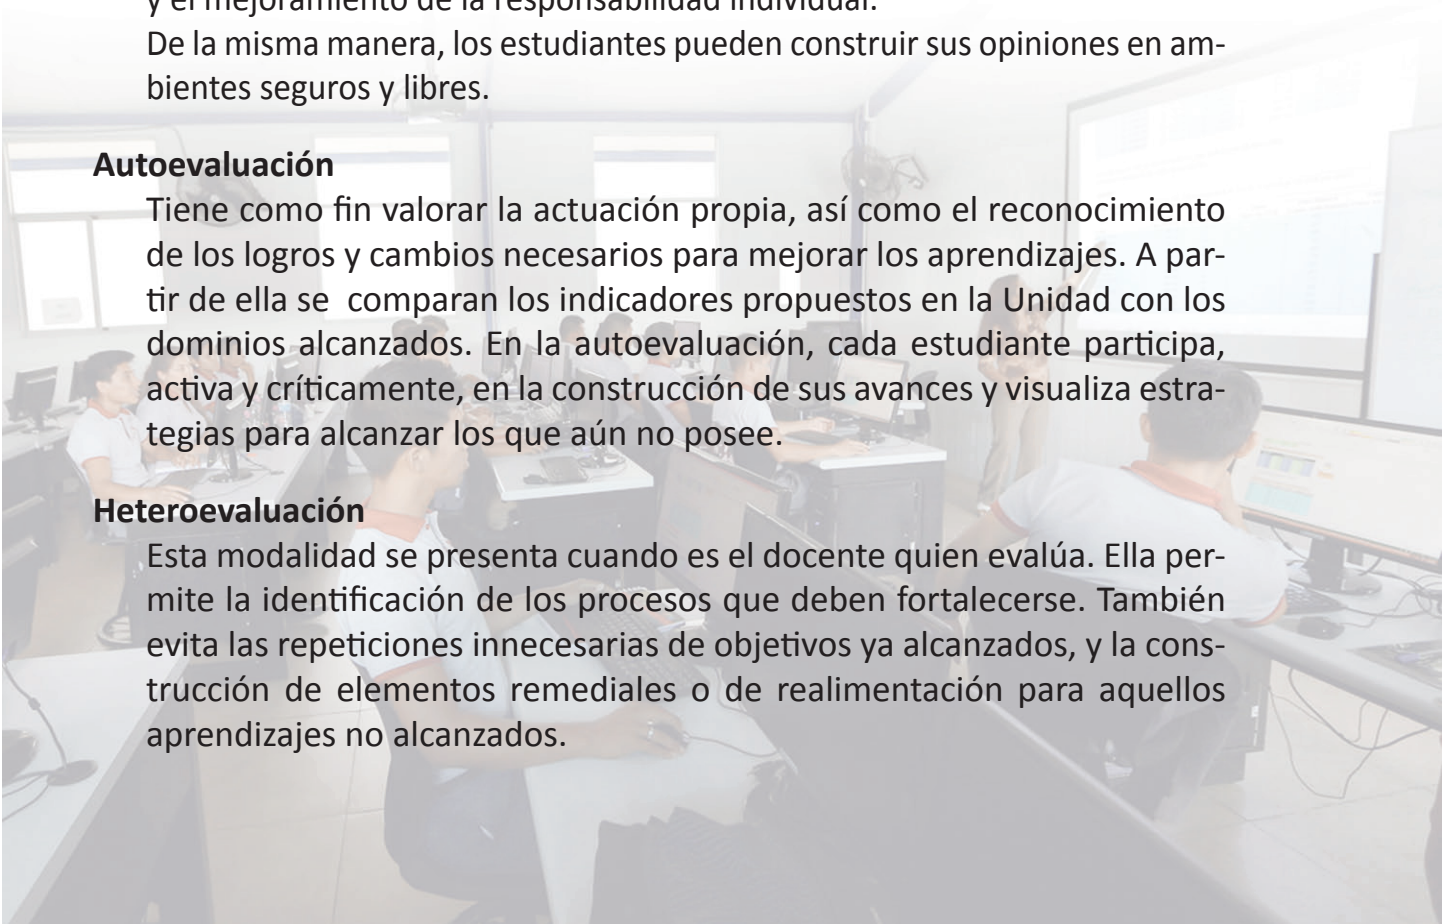 y el mejoramiento de la responsabilidad individual.
De la misma manera, los estudiantes pueden construir sus opiniones en am-
bientes seguros y libres.
Autoevaluación
Tiene como fin valorar la actuación propia, así como el reconocimiento
de los logros y cambios necesarios para mejorar los aprendizajes. A par-
tir de ella se  comparan los indicadores propuestos en la Unidad con los
dominios alcanzados. En la autoevaluación, cada estudiante participa,
activa y críticamente, en la construcción de sus avances y visualiza estra-
tegias para alcanzar los que aún no posee.
Heteroevaluación
Esta modalidad se presenta cuando es el docente quien evalúa. Ella per-
mite la identificación de los procesos que deben fortalecerse. También
evita las repeticiones innecesarias de objetivos ya alcanzados, y la cons-
trucción de elementos remediales o de realimentación para aquellos
aprendizajes no alcanzados.